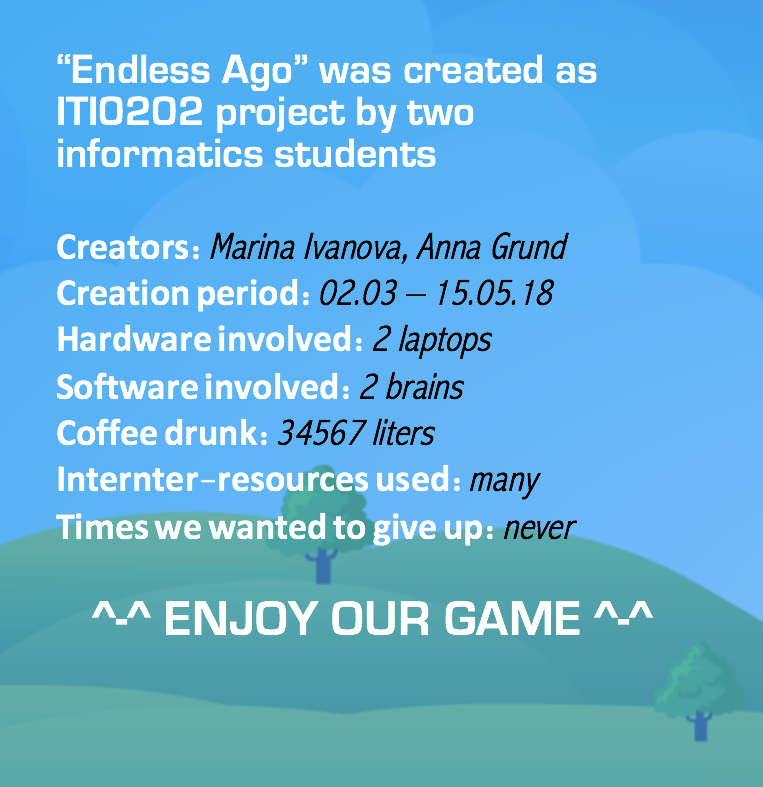 “Endless Ago” was created as
ITI0202 project by two
informatics students
Creators: Marina Ivanova, Anna Grund
Creation period: 02.03 – 15.05.18
Hardware involved: 2 laptops
Software involved: 2 brains
Coffee drunk: 34567 liters
Internter-resources used: many
Times we wanted to give up: never
^-^ ENJOY OUR GAME ^-^